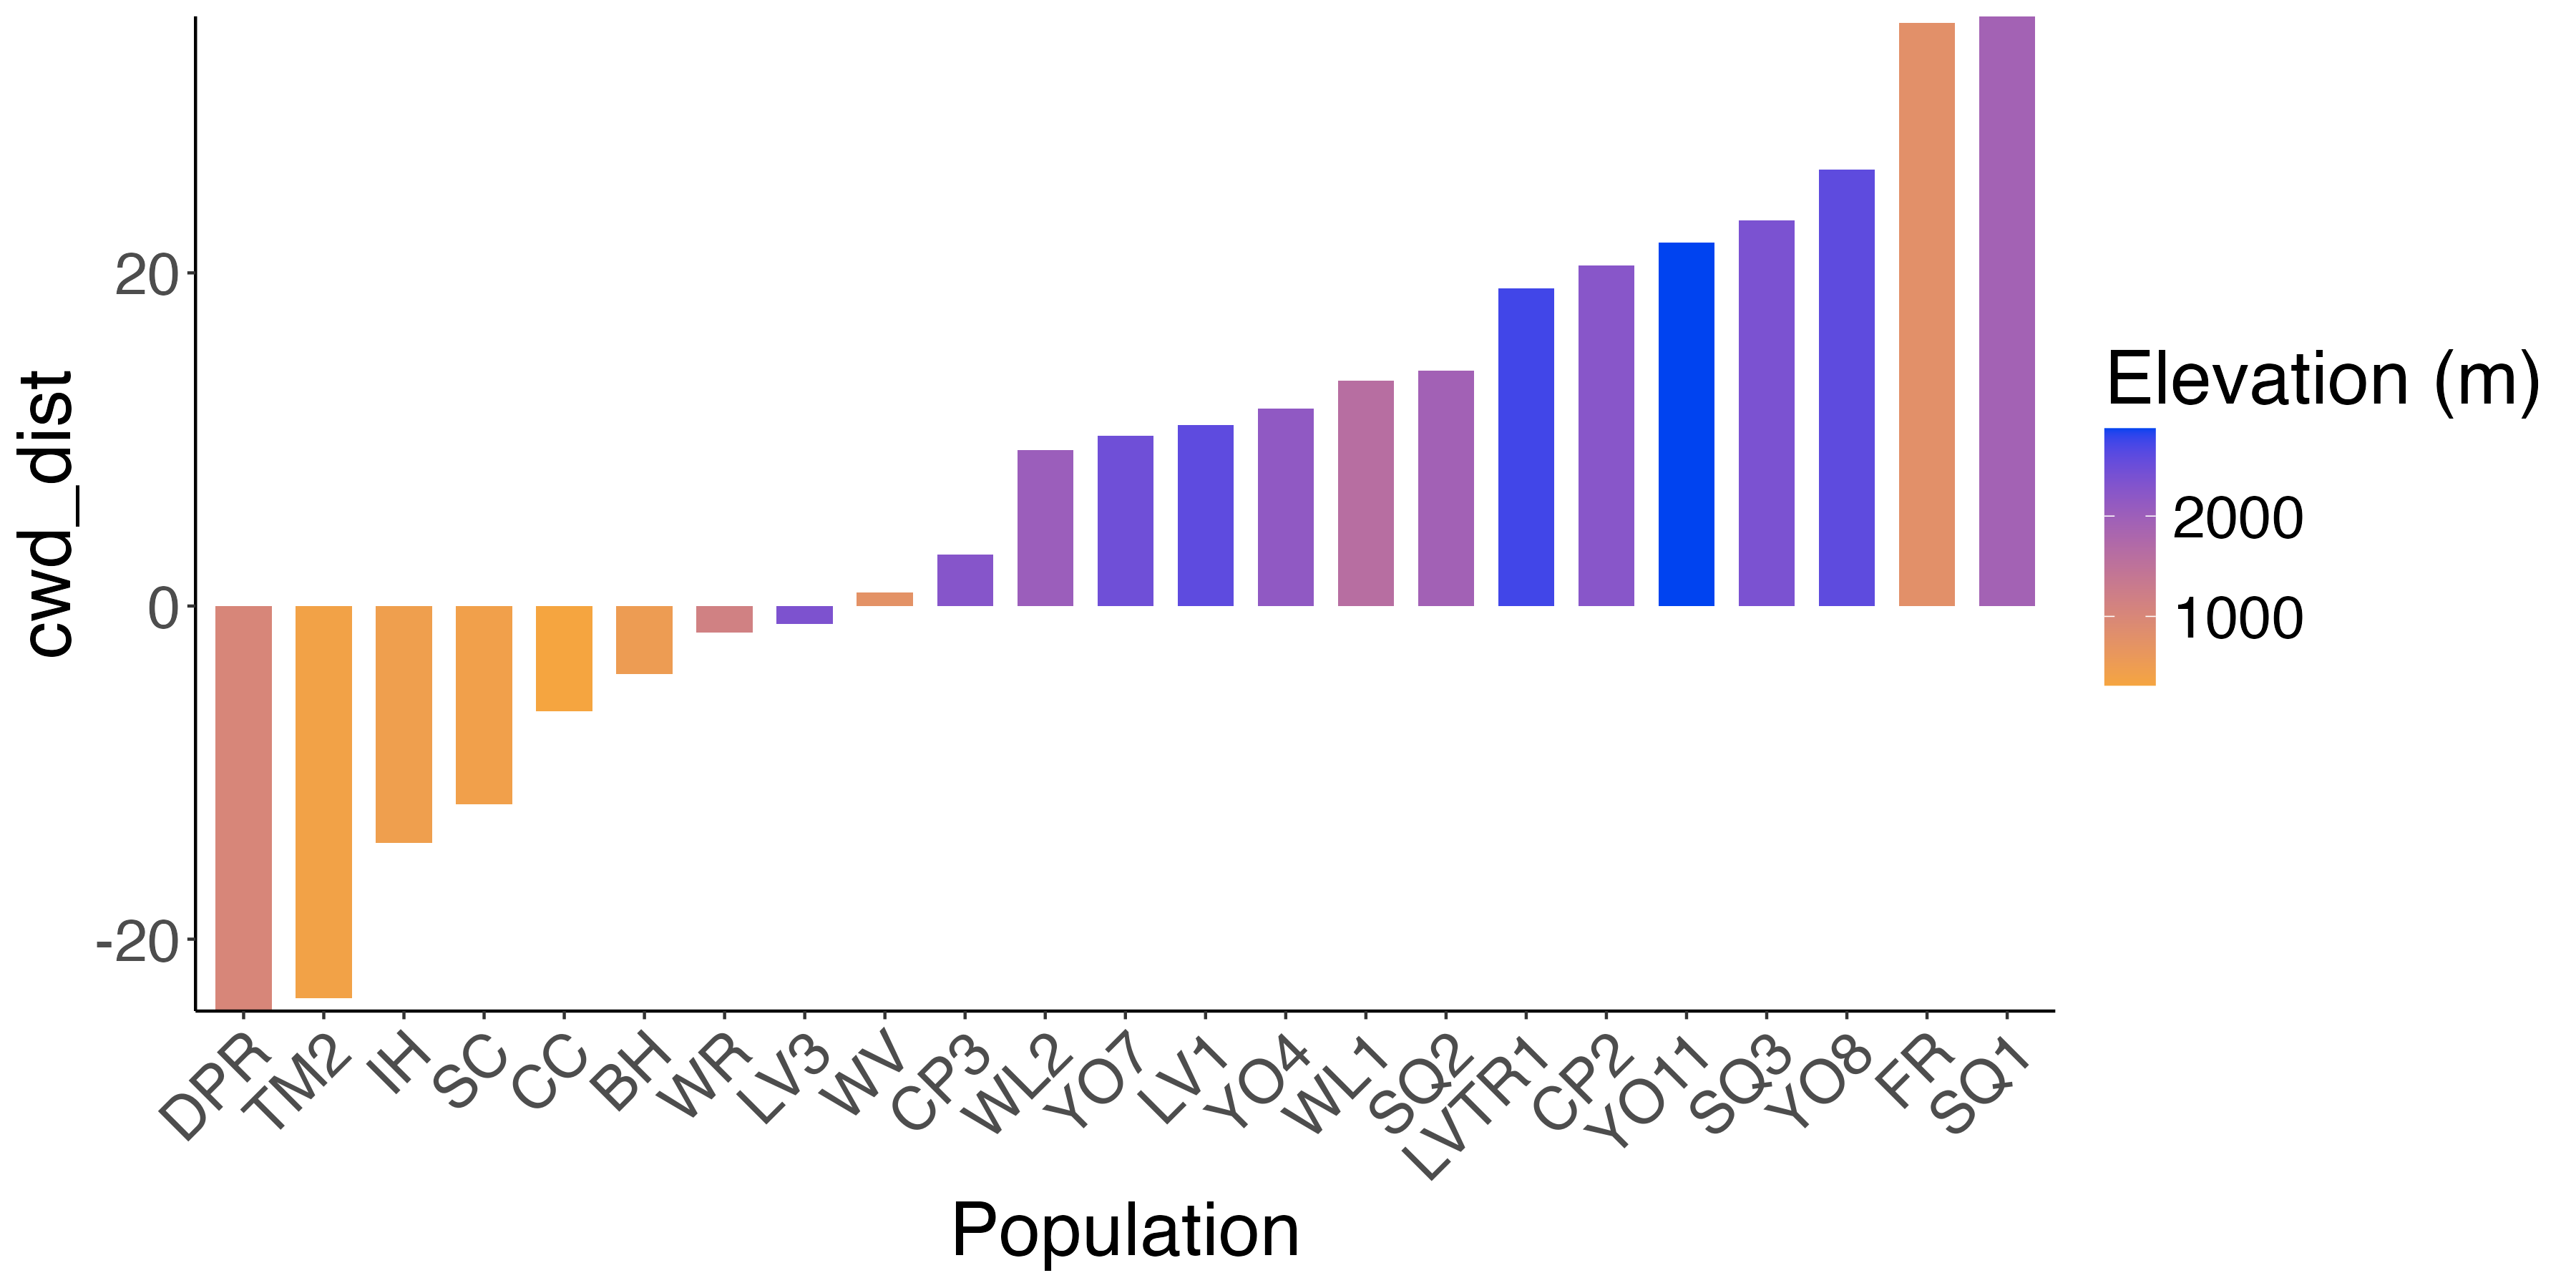 cwd_dist
20
0
-20
DPR
TM2
IH
SC
CC
BH
WR
LV3
WV
CP3
WL2
YO7
LV1
YO4
WL1
SQ2
LVTR1
CP2
YO11
SQ3
YO8
FR
SQ1
Population
Elevation (m)
2000
1000